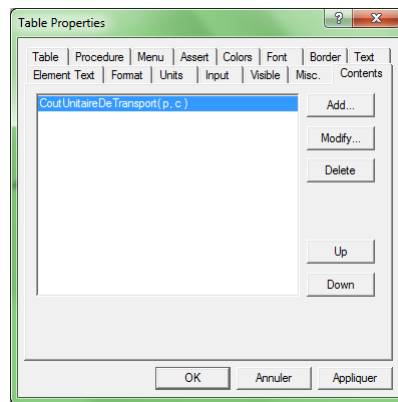 Table Properties
Table Procedure Menu Assert Colors Font Border Text
Element Text Format Units Input Visible Misc. Contents
CoutUnitaireDeTransport( p, c )
Add...
Modify...
Delete
Up
Down
OK Annuler Appliquer